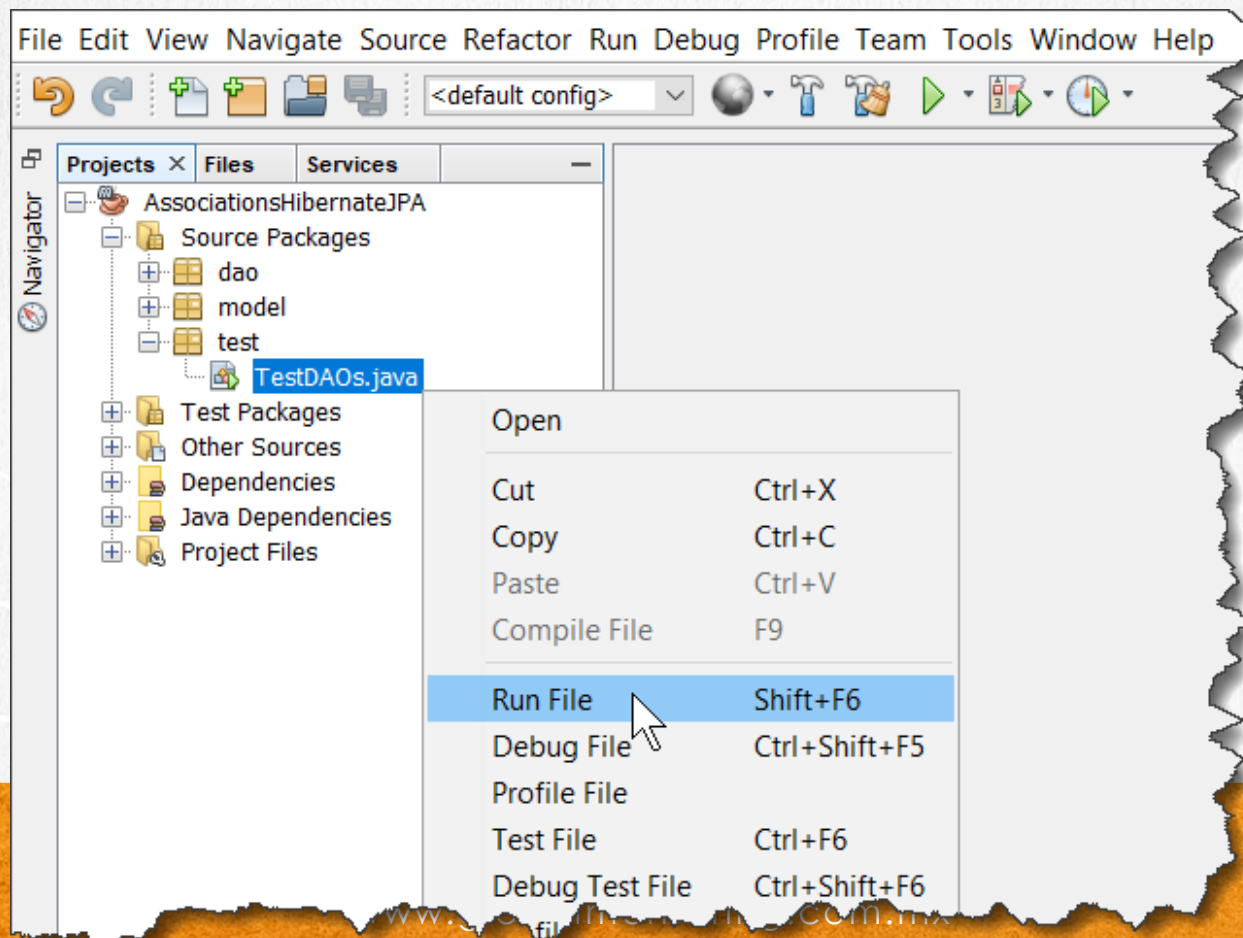 File Edit View Navigate Source Refactor Run Debug Profile Team Tools Window Help
<default config>
Projects × Files Services
Navigator
AssociationsHibernateJPA
Source Packages
dao
model
test
TestDAOs.java
Test Packages
Other Sources
Dependencies
Java Dependencies
Project Files
Open
Cut Ctrl+X
Copy Ctrl+C
Paste Ctrl+V
Compile File F9
Run File Shift+F6
Debug File Ctrl+Shift+F5
Profile File
Test File Ctrl+F6
Debug Test File Ctrl+Shift+F6